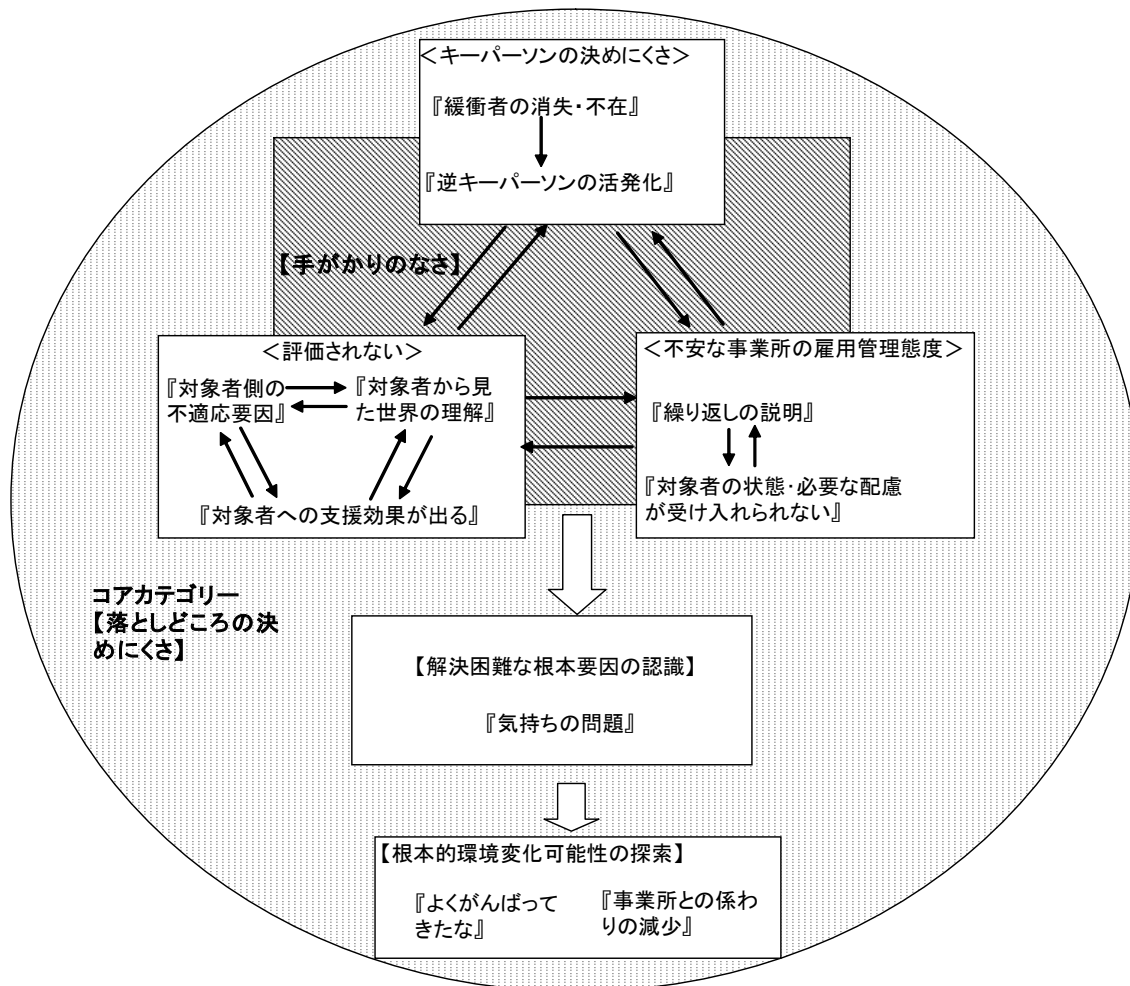 ＜キーパーソンの決めにくさ＞
『緩衝者の消失・不在』
『逆キーパーソンの活発化』
【手がかりのなさ】
＜評価されない＞
『対象者側の
不適応要因』
『対象者から見
た世界の理解』
『対象者への支援効果が出る』
＜不安な事業所の雇用管理態度＞
『繰り返しの説明』
『対象者の状態・必要な配慮
が受け入れられない』
コアカテゴリー
【落としどころの決
めにくさ】
【解決困難な根本要因の認識】
『気持ちの問題』
【根本的環境変化可能性の探索】
『よくがんばって
きたな』
『事業所との係わ
りの減少』